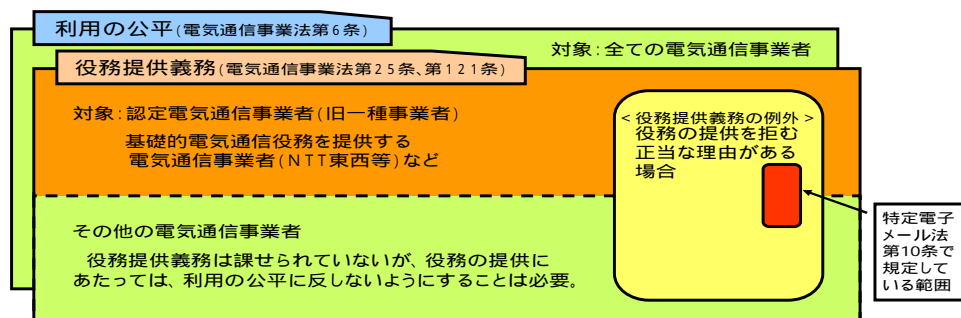 利用の公平(電気通信事業法第6条)
対象:全ての電気通信事業者
役務提供義務(電気通信事業法第25条、第121条)
対象:認定電気通信事業者(旧一種事業者)
基礎的電気通信役務を提供する
電気通信事業者(NTT東西等)など
<役務提供義務の例外>
役務の提供を拒む
正当な理由がある
場合
その他の電気通信事業者
役務提供義務は課せられていないが、役務の提供に
あたっては、利用の公平に反しないようにすることは必要。
特定電子
メール法
第10条で
規定して
いる範囲